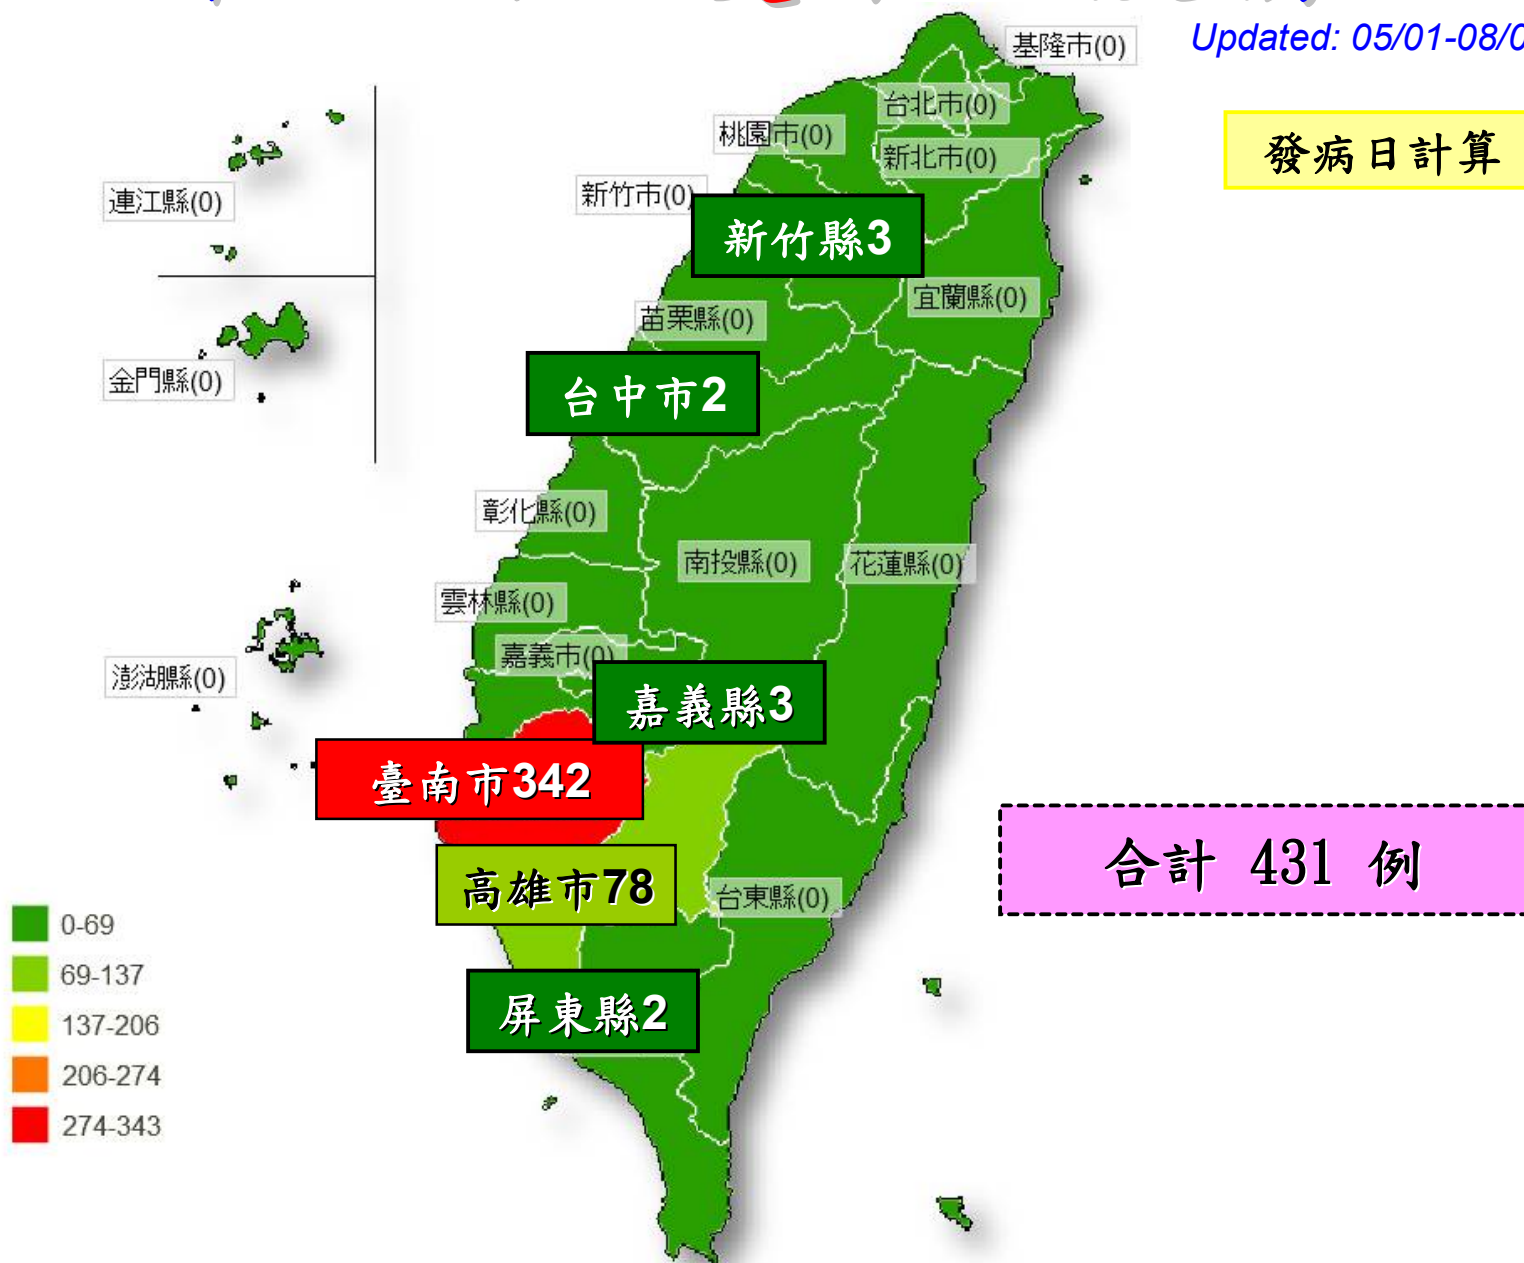 Updated: 05/01-08/0
基隆市(0)
台北市(0)
桃園市(0)
新北市(0)
發病日計算
連江縣(0)
新竹市(0)
新竹縣3
宜蘭縣(0)
苗栗縣(0)
金門縣(0)
台中市2
彰化縣(0)
南投縣(0)
花蓮縣(0)
雲林縣(0)
嘉義市(0)
澎湖縣(0)
嘉義縣3
臺南市342
合計 431 例
高雄市78
台東縣(0)
屏東縣2
0-69
69-137
137-206
206-274
274-343